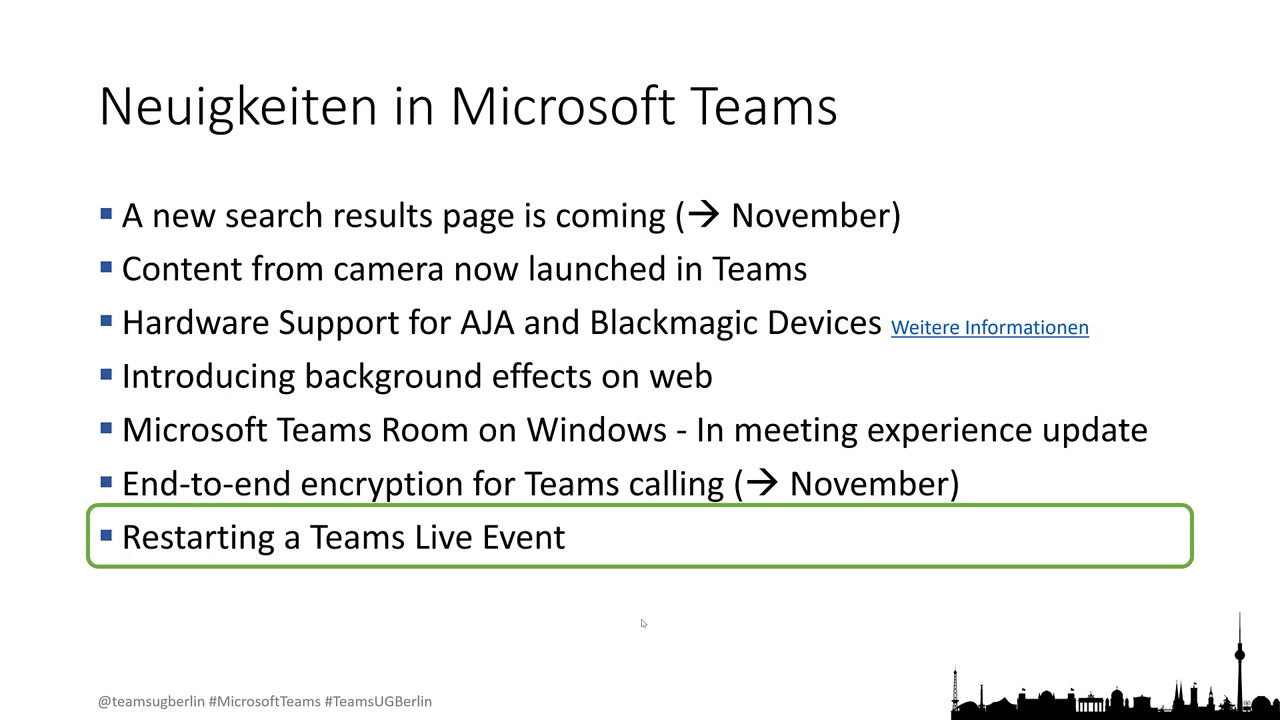 Neuigkeiten in Microsoft Teams
▪ A new search results page is coming (→ November)
▪ Content from camera now launched in Teams
▪ Hardware Support for AJA and Blackmagic Devices Weitere Informationen
▪ Introducing background effects on web
▪ Microsoft Teams Room on Windows - In meeting experience update
▪ End-to-end encryption for Teams calling (→ November)
▪ Restarting a Teams Live Event
@teamsugberlin #MicrosoftTeams #TeamsUGBerlin